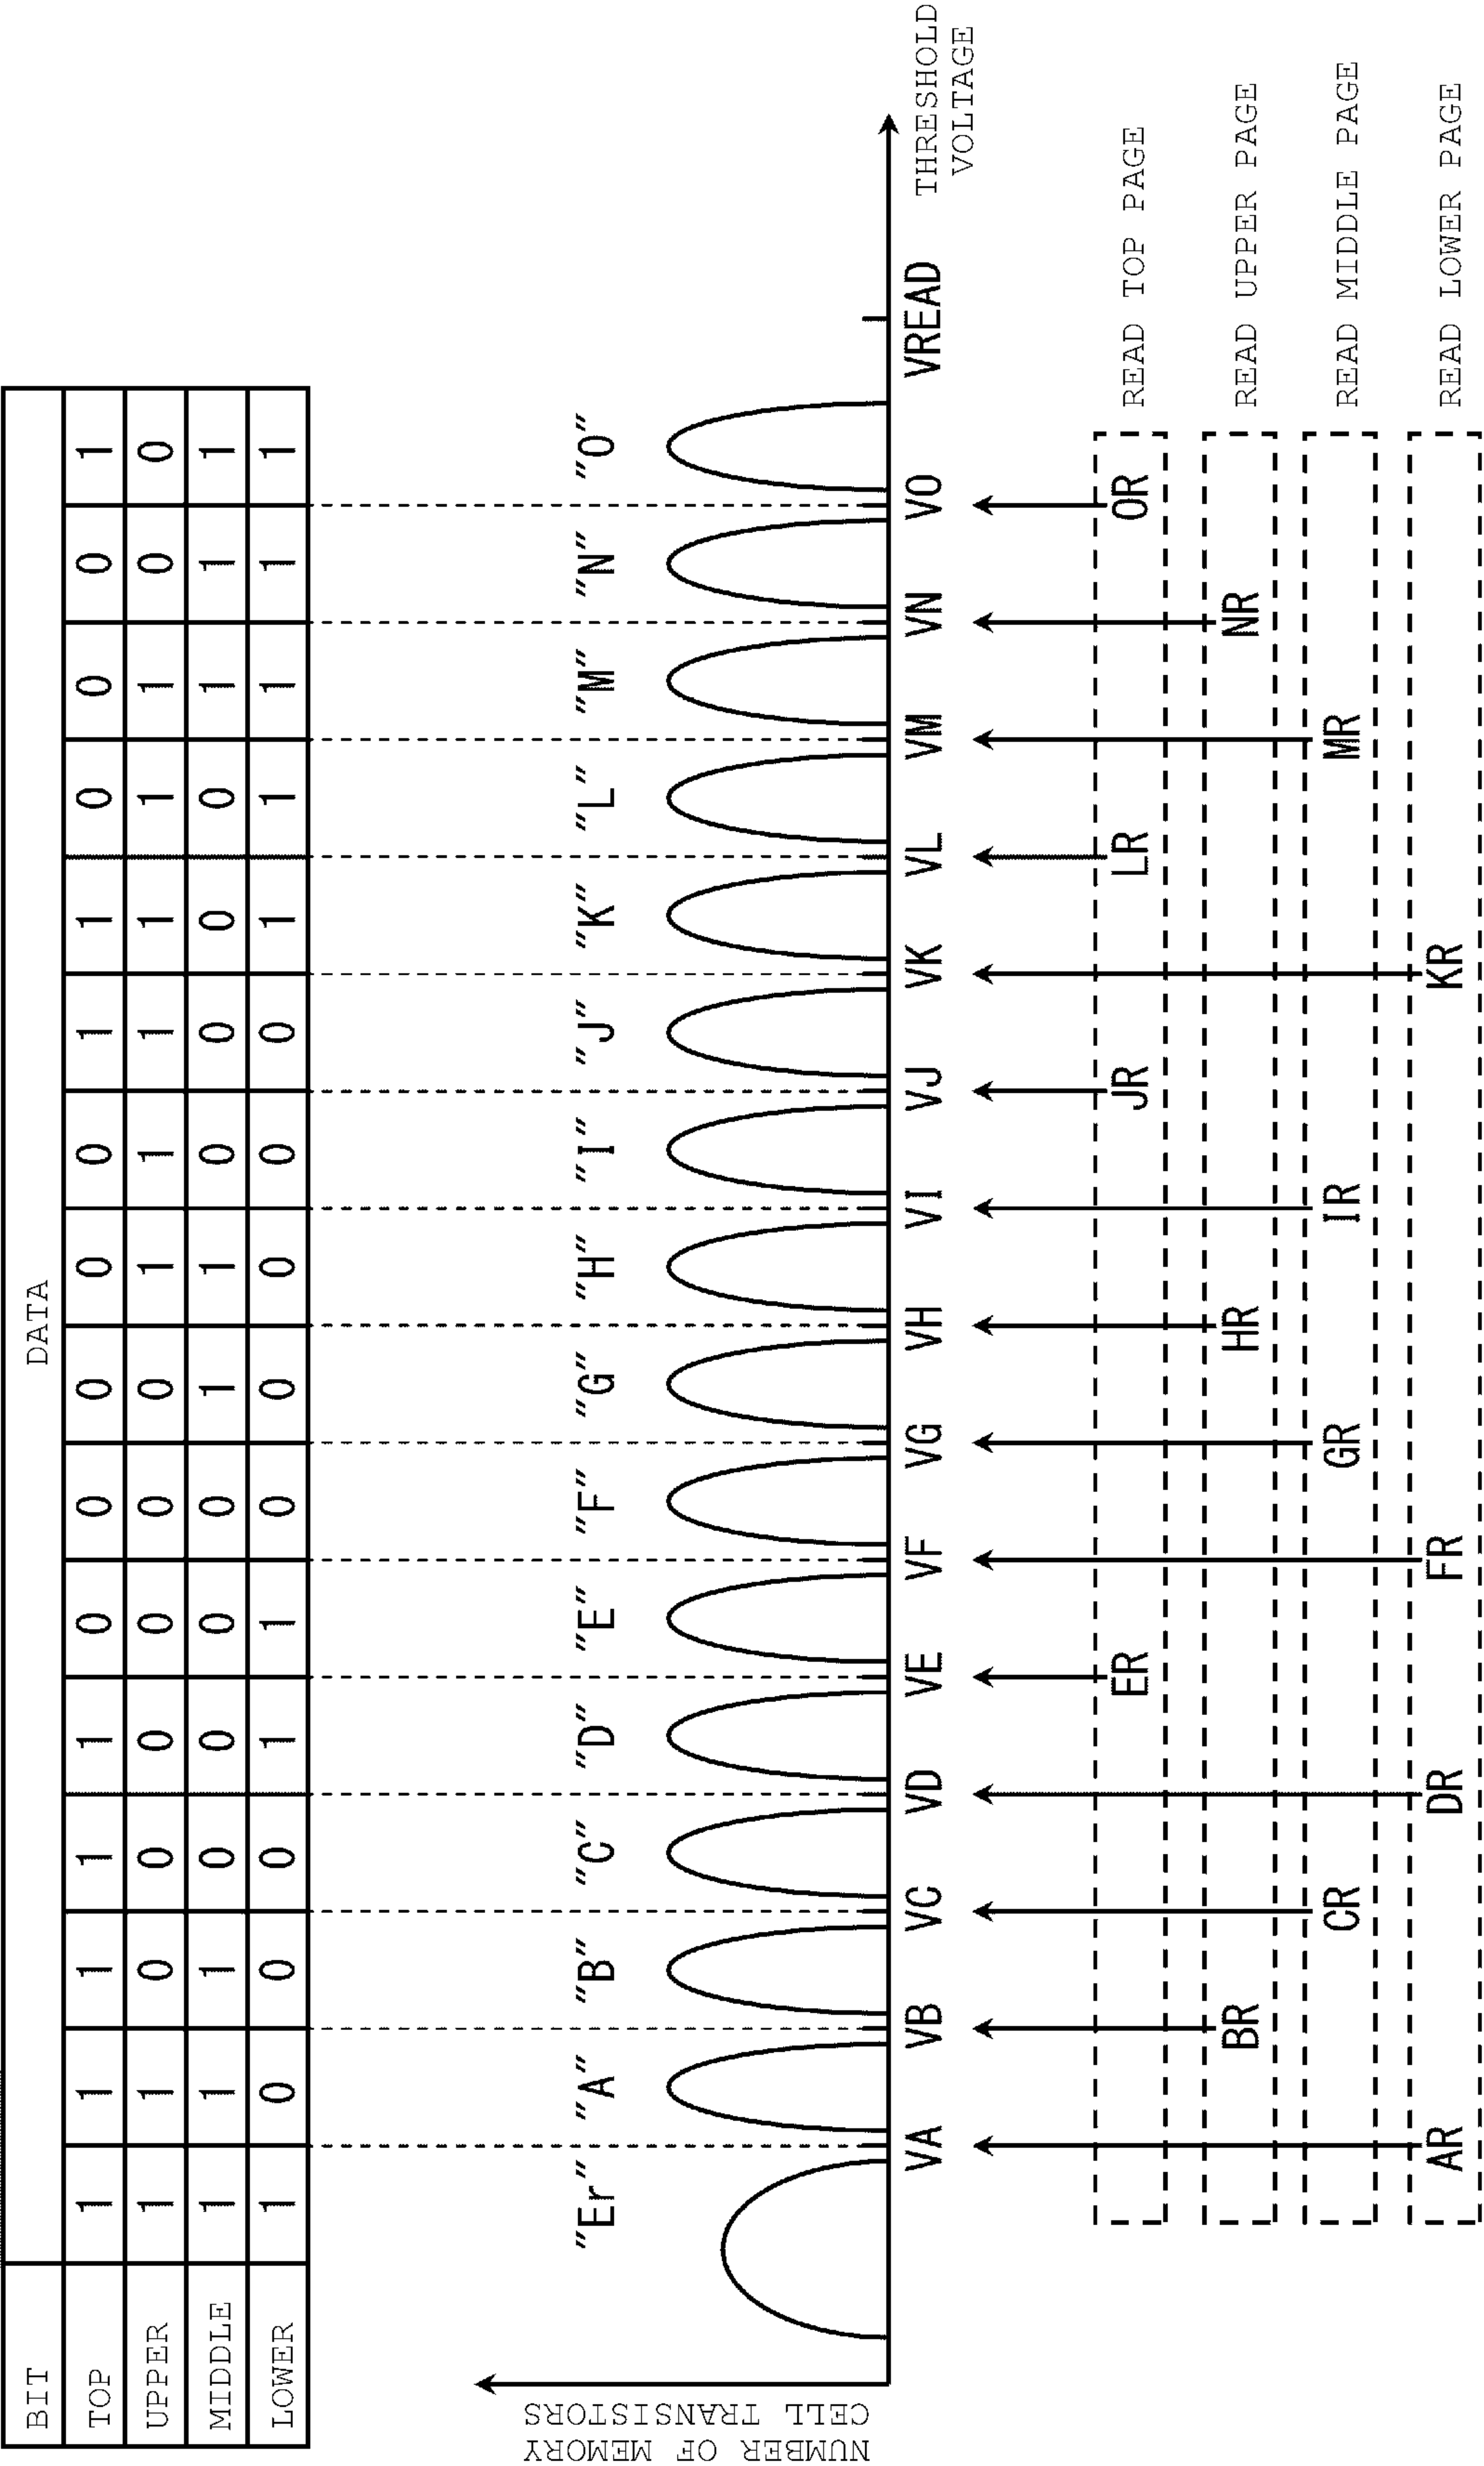 BIT DATA
TOP 1 1 1 1 1 0 0 0 0 0 1 1 0 0 0 1
UPPER 1 1 0 0 0 0 0 0 1 1 1 1 1 1 0 0
MIDDLE 1 1 1 0 0 0 0 1 1 0 0 0 0 1 1 1
LOWER 1 0 0 0 1 1 0 0 0 0 0 1 1 1 1 1
NUMBER OF MEMORY
CELL TRANSISTORS
"Er" "A" "B" "C" "D" "E" "F" "G" "H" "I" "J" "K" "L" "M" "N" "O"
VA VB VC VD VE VF VG VH VI VJ VK VL VM VN VO VREAD
THRESHOLD
VOLTAGE
ER JR LR OR READ TOP PAGE
BR HR NR READ UPPER PAGE
CR GR IR MR READ MIDDLE PAGE
AR DR FR KR READ LOWER PAGE